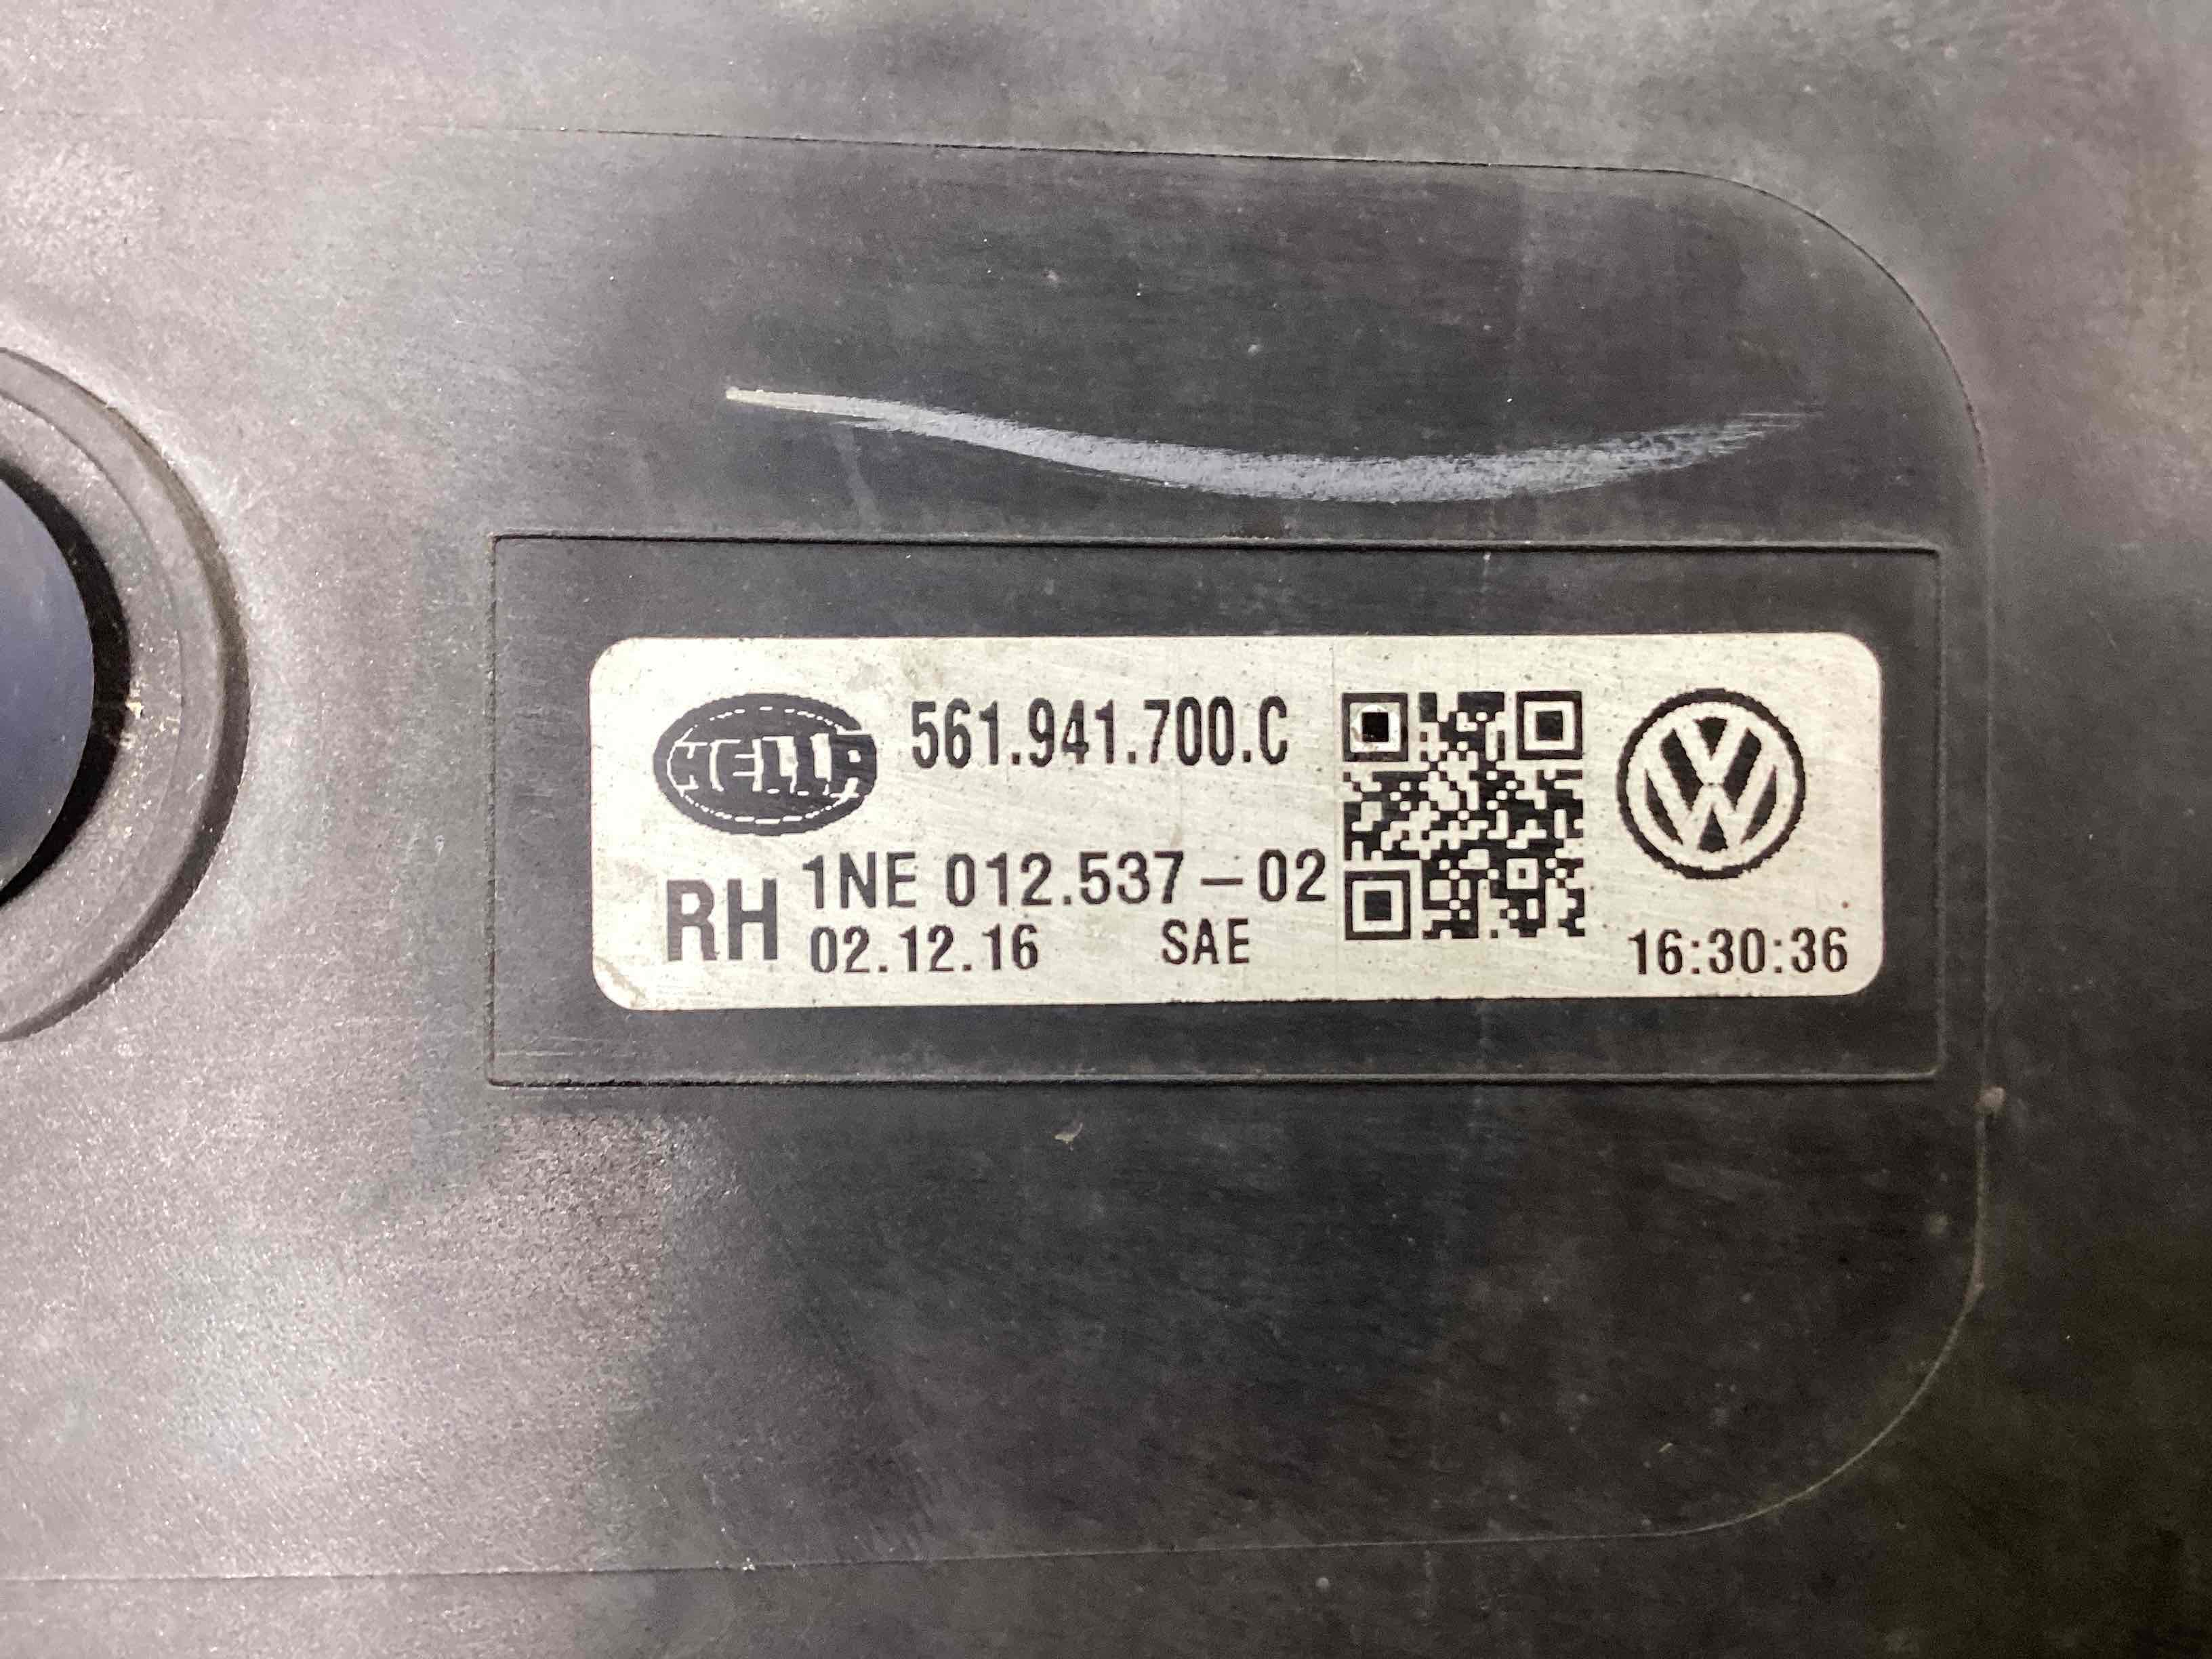 HELLA 561.941.700.C
RH 1NE 012.537-02
02.12.16 SAE 16:30:36